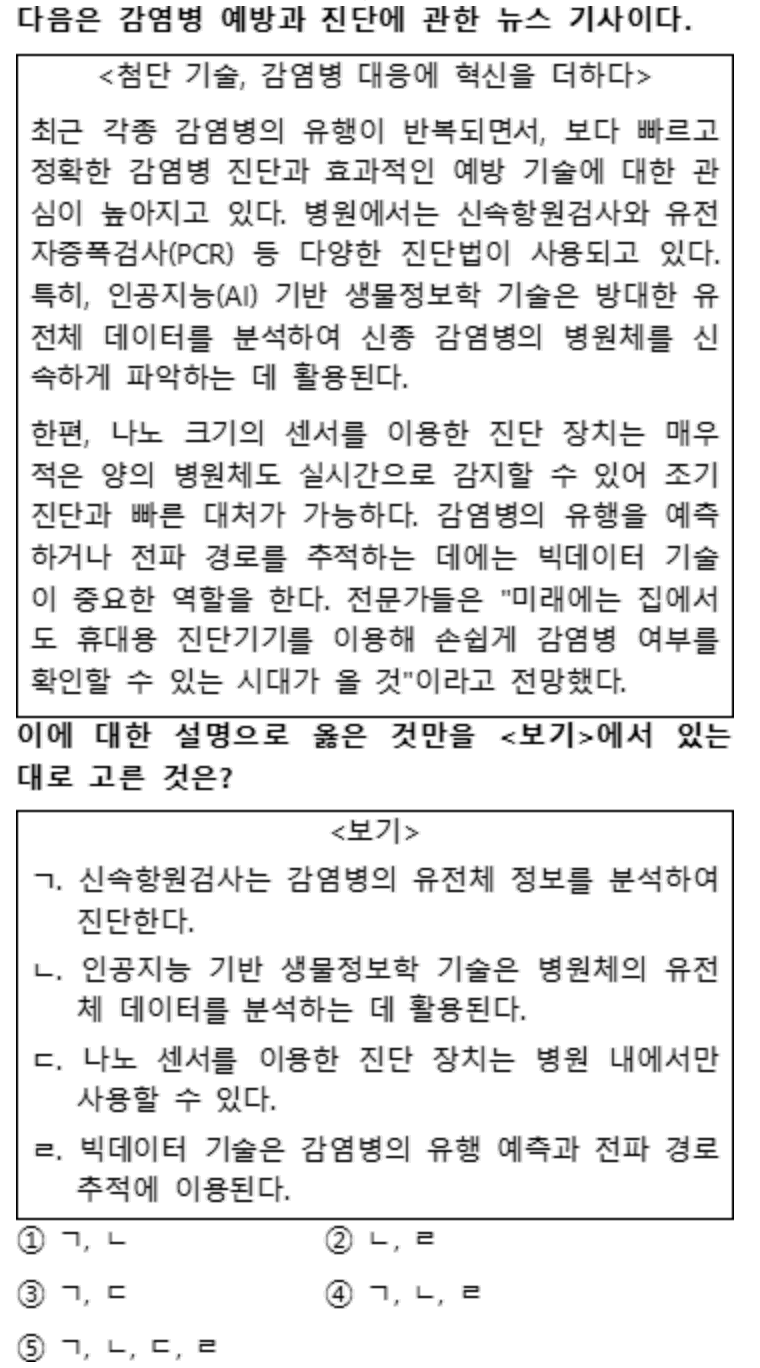 다음은 감염병 예방과 진단에 관한 뉴스 기사이다.
<첨단 기술, 감염병 대응에 혁신을 더하다>
최근 각종 감염병의 유행이 반복되면서, 보다 빠르고
정확한 감염병 진단과 효과적인 예방 기술에 대한 관
심이 높아지고 있다. 병원에서는 신속항원검사와 유전
자증폭검사(PCR) 등 다양한 진단법이 사용되고 있다.
특히, 인공지능(AI) 기반 생물정보학 기술은 방대한 유
전체 데이터를 분석하여 신종 감염병의 병원체를 신
속하게 파악하는 데 활용된다.
한편, 나노 크기의 센서를 이용한 진단 장치는 매우
적은 양의 병원체도 실시간으로 감지할 수 있어 조기
진단과 빠른 대처가 가능하다. 감염병의 유행을 예측
하거나 전파 경로를 추적하는 데에는 빅데이터 기술
이 중요한 역할을 한다. 전문가들은 "미래에는 집에서
도 휴대용 진단기기를 이용해 손쉽게 감염병 여부를
확인할 수 있는 시대가 올 것"이라고 전망했다.
이에 대한 설명으로 옳은 것만을 <보기>에서 있는
대로 고른 것은?
<보기>
ㄱ. 신속항원검사는 감염병의 유전체 정보를 분석하여
진단한다.
ㄴ. 인공지능 기반 생물정보학 기술은 병원체의 유전
체 데이터를 분석하는 데 활용된다.
ㄷ. 나노 센서를 이용한 진단 장치는 병원 내에서만
사용할 수 있다.
ㄹ. 빅데이터 기술은 감염병의 유행 예측과 전파 경로
추적에 이용된다.
① ㄱ, ㄴ ② ㄴ, ㄹ
③ ㄱ, ㄷ ④ ㄱ, ㄴ, ㄹ
⑤ ㄱ, ㄴ, ㄷ, ㄹ